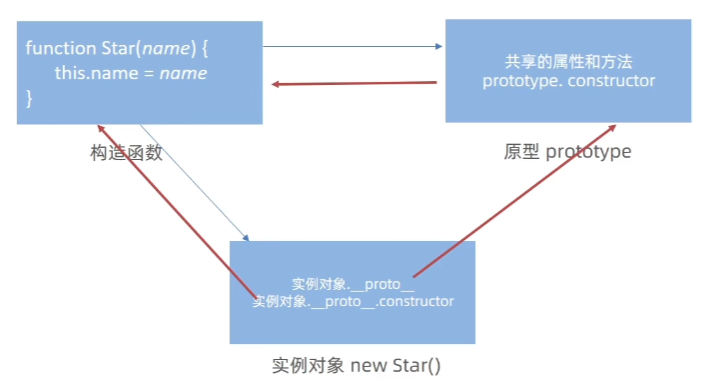 function Star(name) {
this.name = name
}
共享的属性和方法
prototype. constructor
构造函数
原型 prototype
实例对象.__proto__
实例对象.__proto__.constructor
实例对象 new Star()